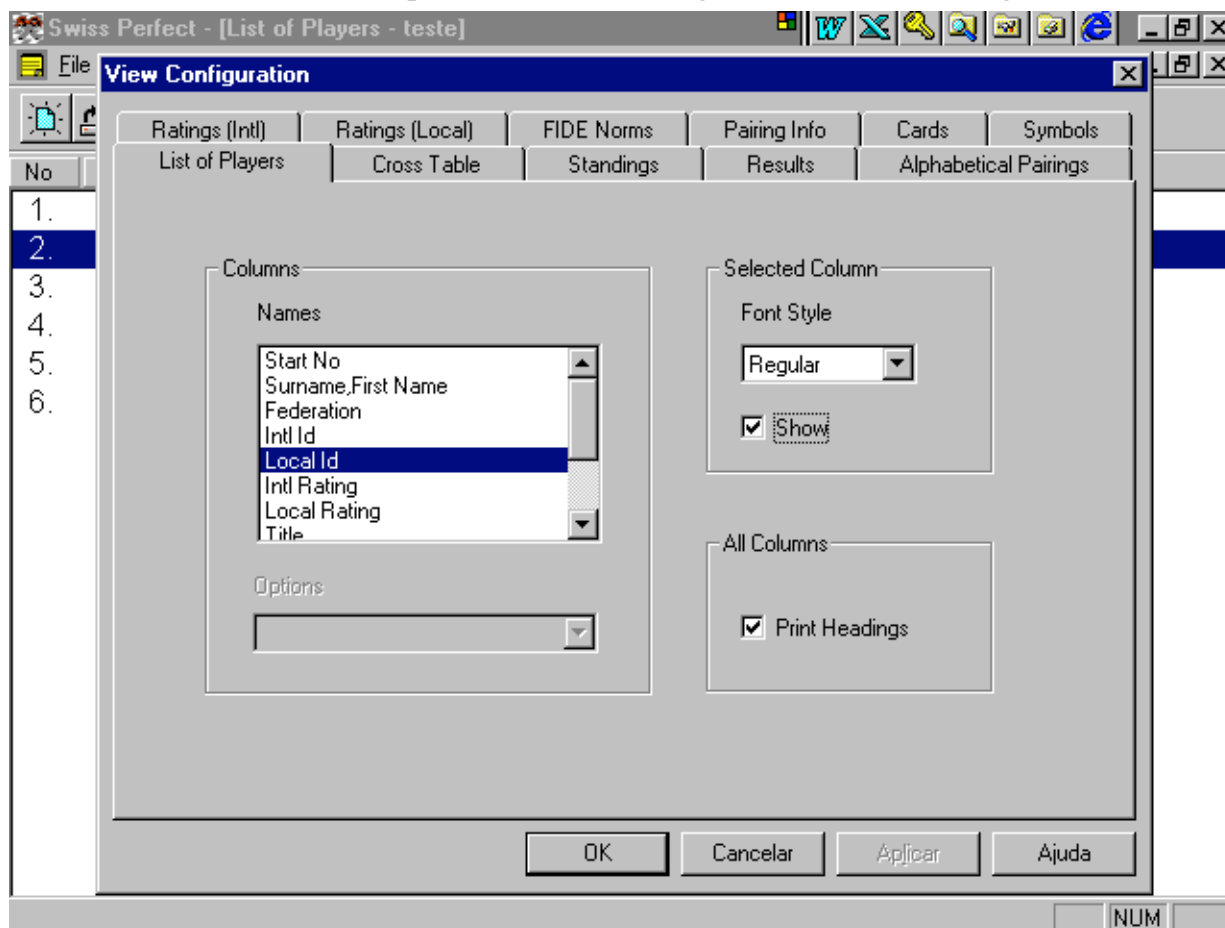 Swiss Perfect - [List of Players - teste]
File
View Configuration
Ratings (Intl) Ratings (Local) FIDE Norms Pairing Info Cards Symbols
List of Players Cross Table Standings Results Alphabetical Pairings
No
1.
2.
3.
4.
5.
6.
Columns
Names
Start No
Surname,First Name
Federation
Intl Id
Local Id
Intl Rating
Local Rating
Title
Options
Selected Column
Font Style
Regular
Show
All Columns
Print Headings
OK Cancelar Aplicar Ajuda
NUM